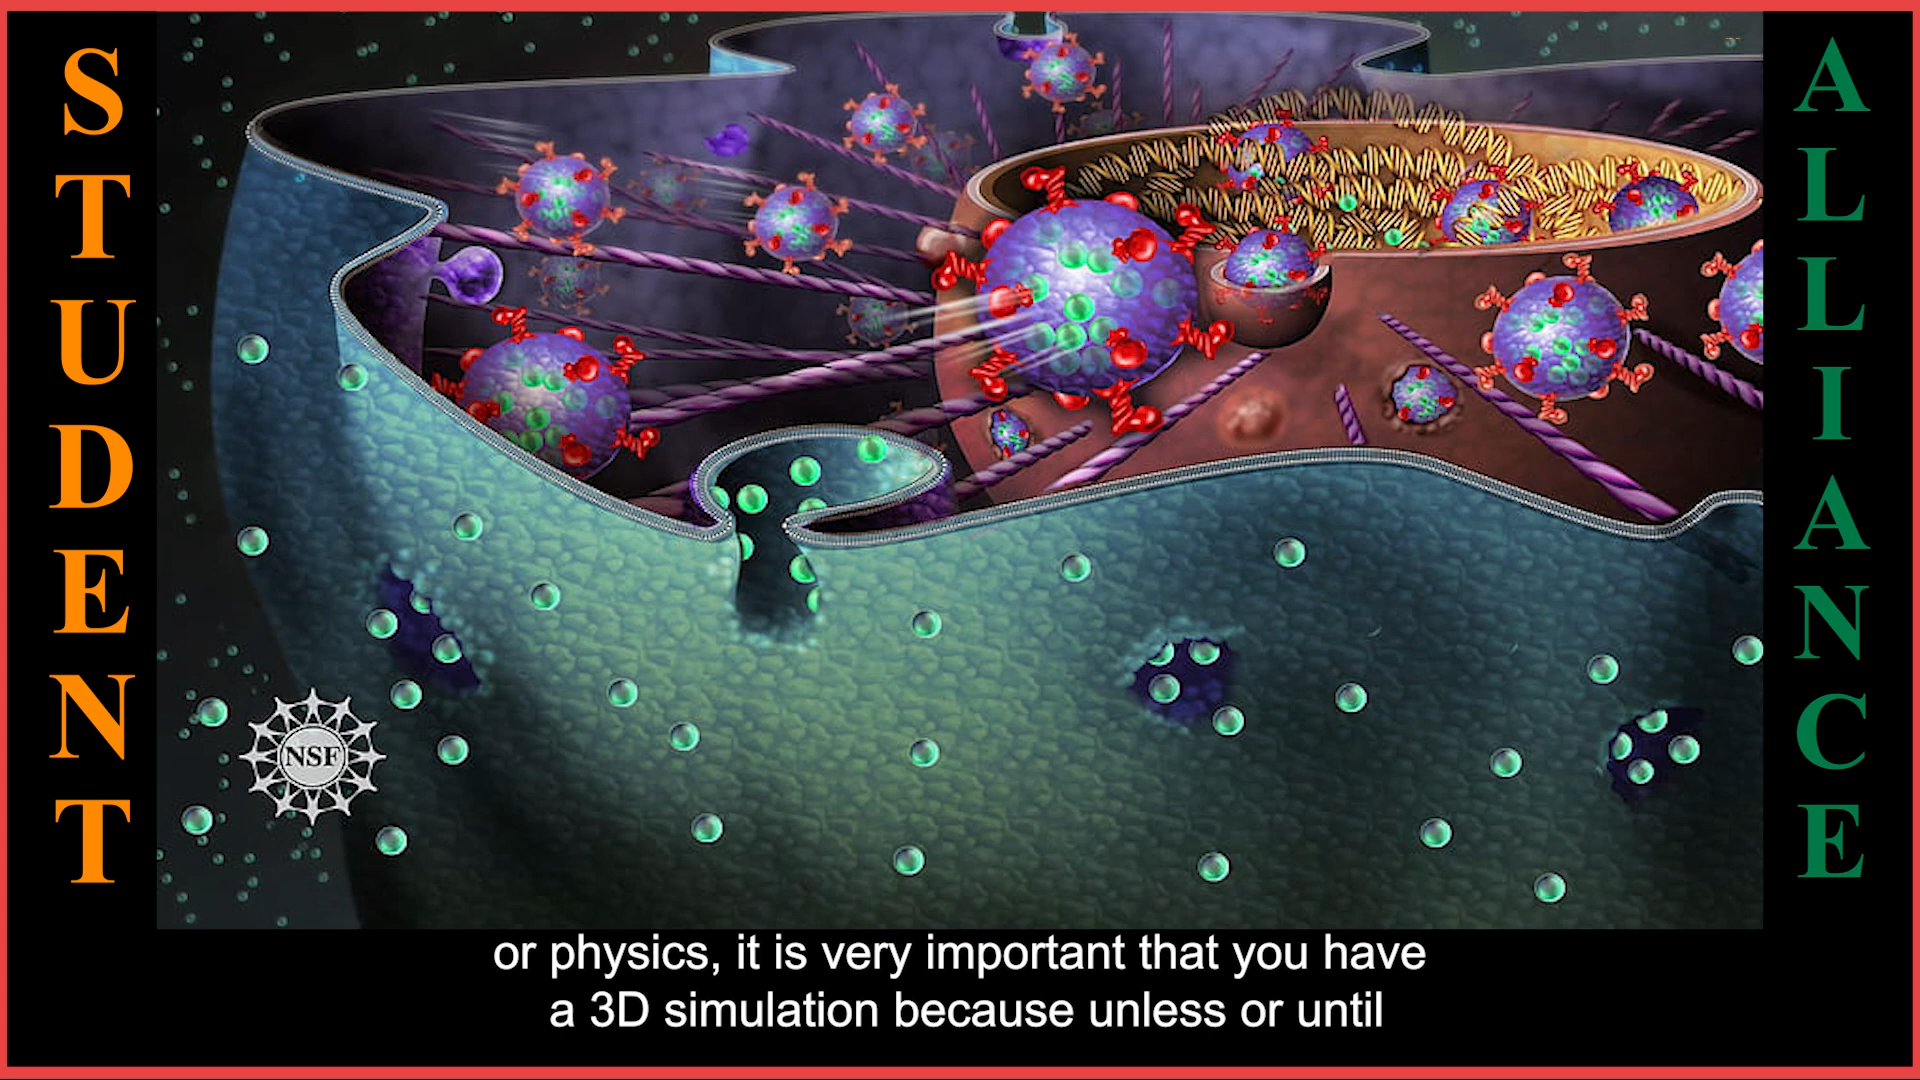 STUDENT
ALLIANCE
NSF
or physics, it is very important that you have
a 3D simulation because unless or until